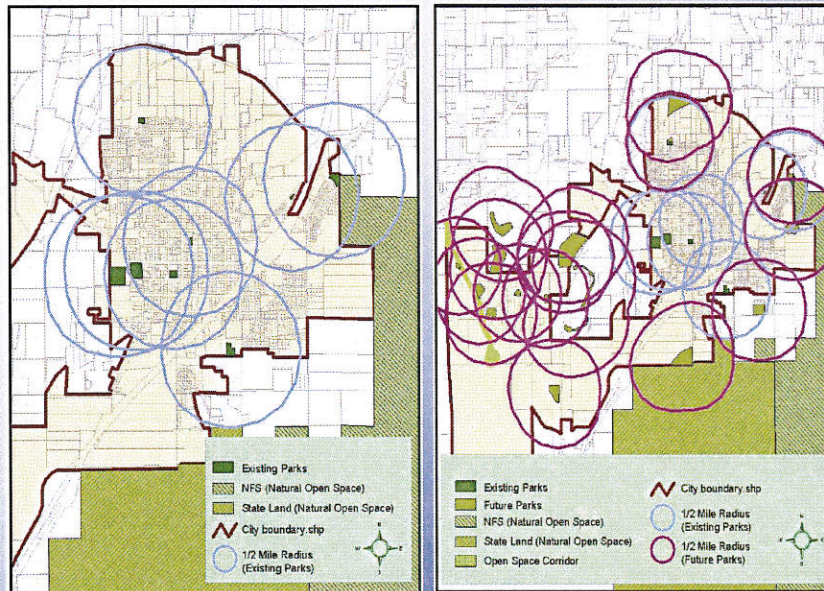 Existing Parks
NFS (Natural Open Space)
State Land (Natural Open Space)
City boundary.shp
1/2 Mile Radius
(Existing Parks)
N
W
E
S
Existing Parks
Future Parks
NFS (Natural Open Space)
State Land (Natural Open Space)
Open Space Corridor
City boundary.shp
1/2 Mile Radius
(Existing Parks)
1/2 Mile Radius
(Future Parks)